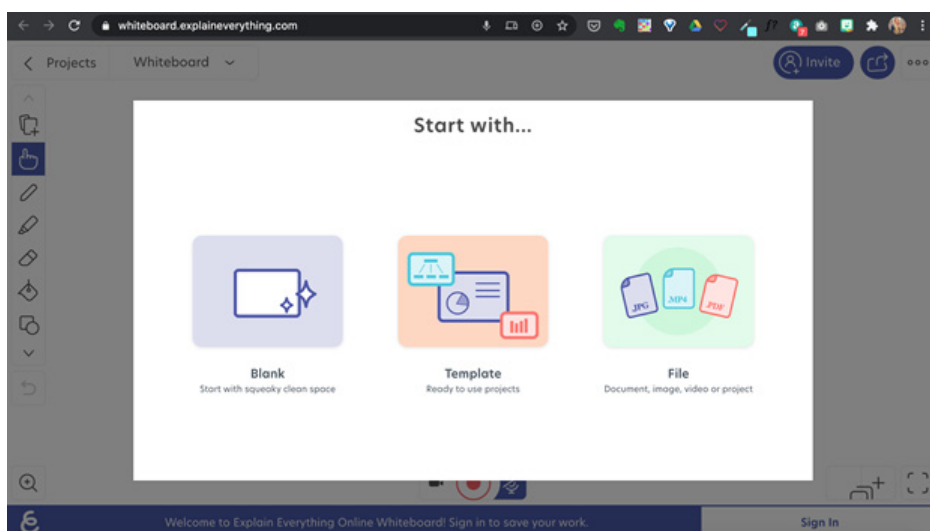 whiteboard.explaineverything.com
Projects
Whiteboard
Invite
Start with...
JPG
MP4
PDF
Blank
Start with squeaky clean space
Template
Ready to use projects
File
Document, image, video or project
Welcome to Explain Everything Online Whiteboard! Sign in to save your work.
Sign In